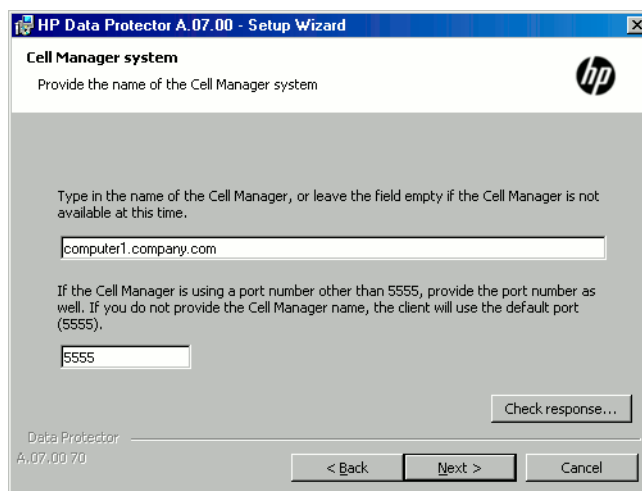 HP Data Protector A.07.00 - Setup Wizard
Cell Manager system
Provide the name of the Cell Manager system
hp
Type in the name of the Cell Manager, or leave the field empty if the Cell Manager is not
available at this time.
computer1.company.com
If the Cell Manager is using a port number other than 5555, provide the port number as
well. If you do not provide the Cell Manager name, the client will use the default port
(5555).
5555
Check response...
Data Protector
A.07.00 70
< Back
Next >
Cancel